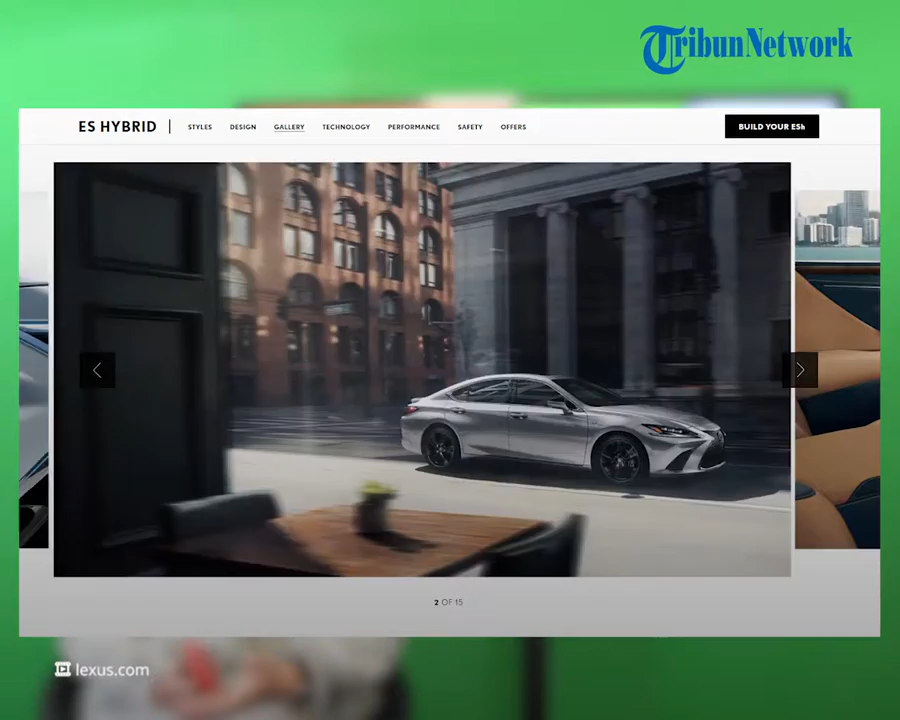 TribunNetwork
ES HYBRID
STYLES
DESIGN
GALLERY
TECHNOLOGY
PERFORMANCE
SAFETY
OFFERS
BUILD YOUR ESh
2 OF 15
lexus.com